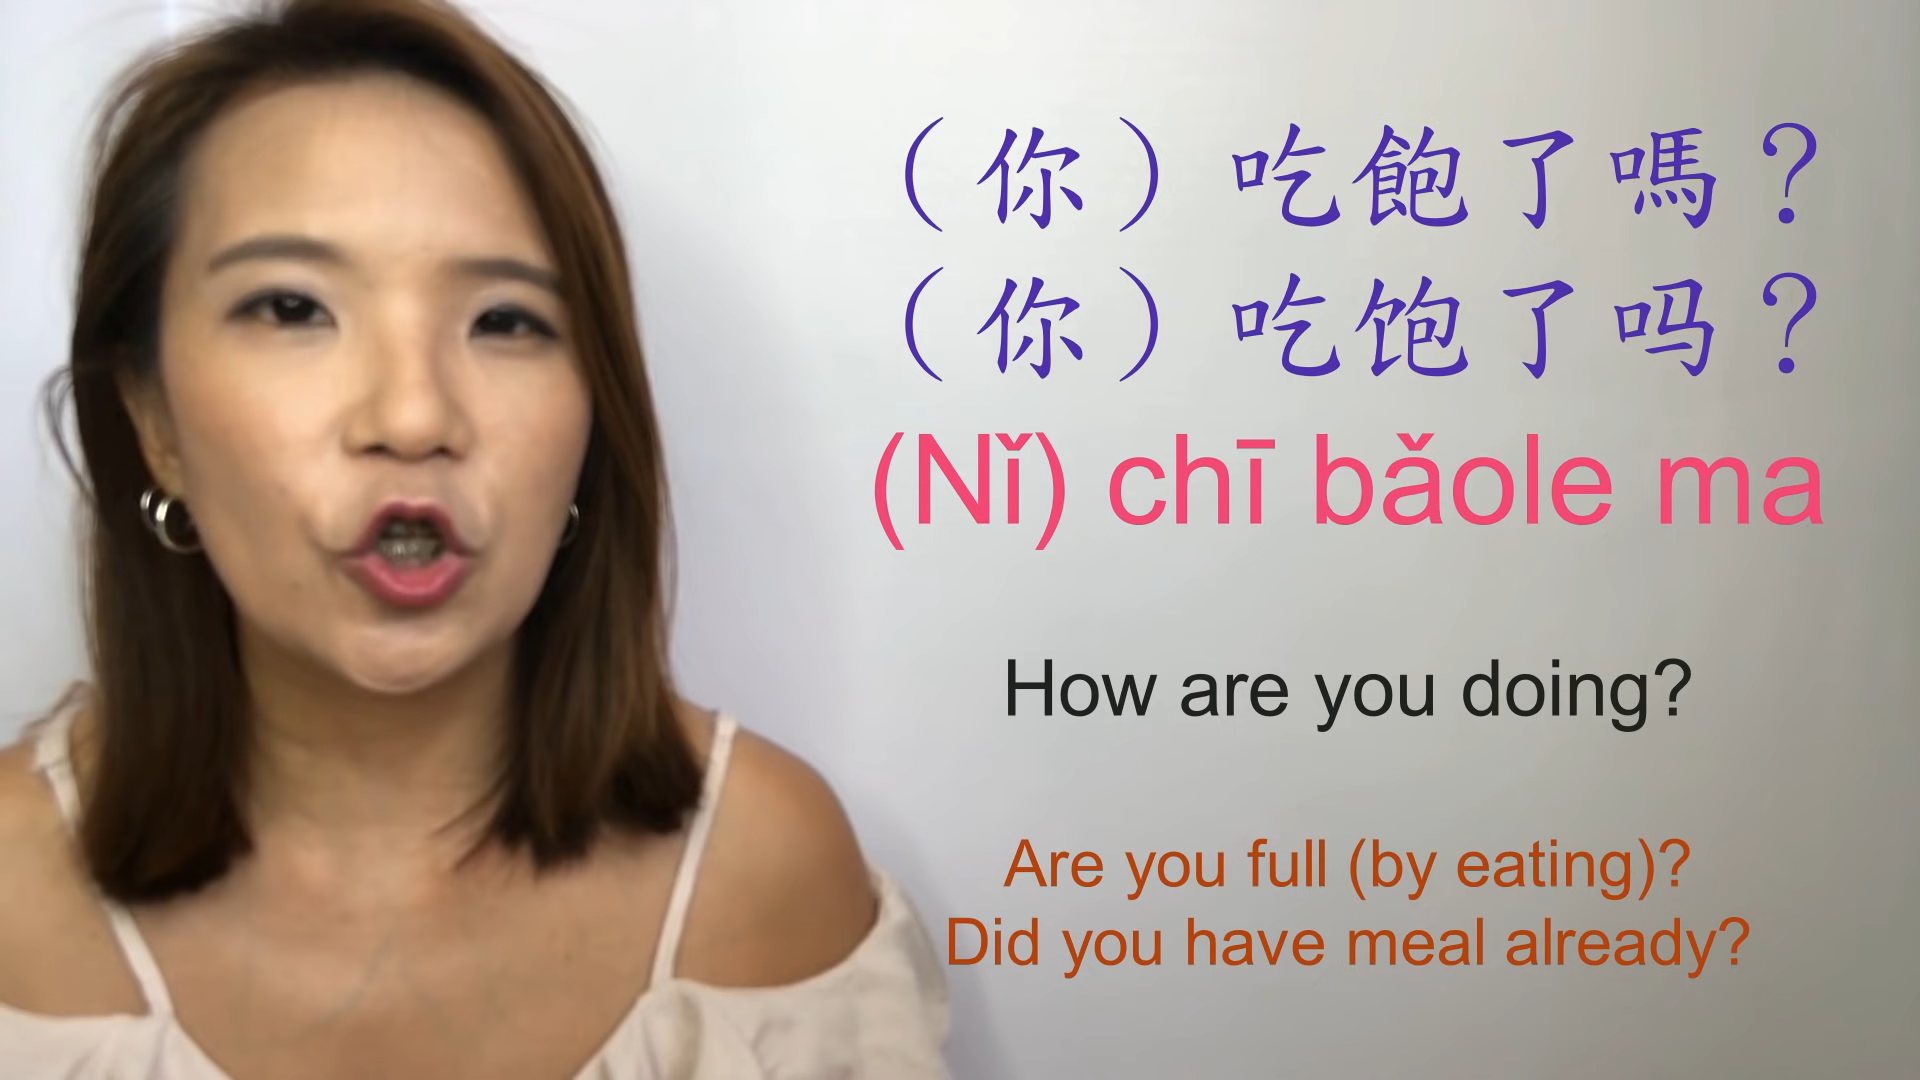 （你）吃飽了嗎？
（你）吃饱了吗？
(Nǐ) chī bǎole ma
How are you doing?
Are you full (by eating)?
Did you have meal already?